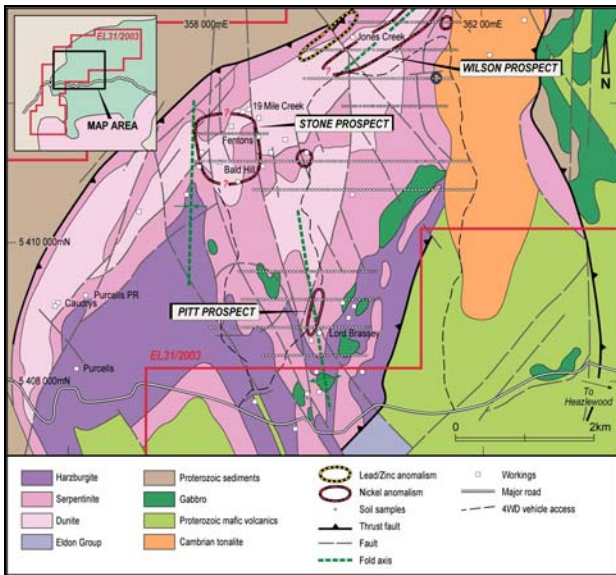 358 000mE
362 00mE
EL31/2003
MAP AREA
Jones Creek
?
WILSON PROSPECT
N
?
19 Mile Creek
STONE PROSPECT
Fentons
?
Bald Hill
?
5 410 000mN
Purcells PR
Caudrys
PITT PROSPECT
Lord Brassey
EL31/2003
Purcells
5 408 000mN
To
Heazlewood
0 2km
Harzburgite
Serpentinite
Dunite
Eldon Group
Proterozoic sediments
Gabbro
Proterozoic mafic volcanics
Cambrian tonalite
Lead/Zinc anomalism
Nickel anomalism
Soil samples
Thrust fault
Fault
Fold axis
Workings
Major road
4WD vehicle access